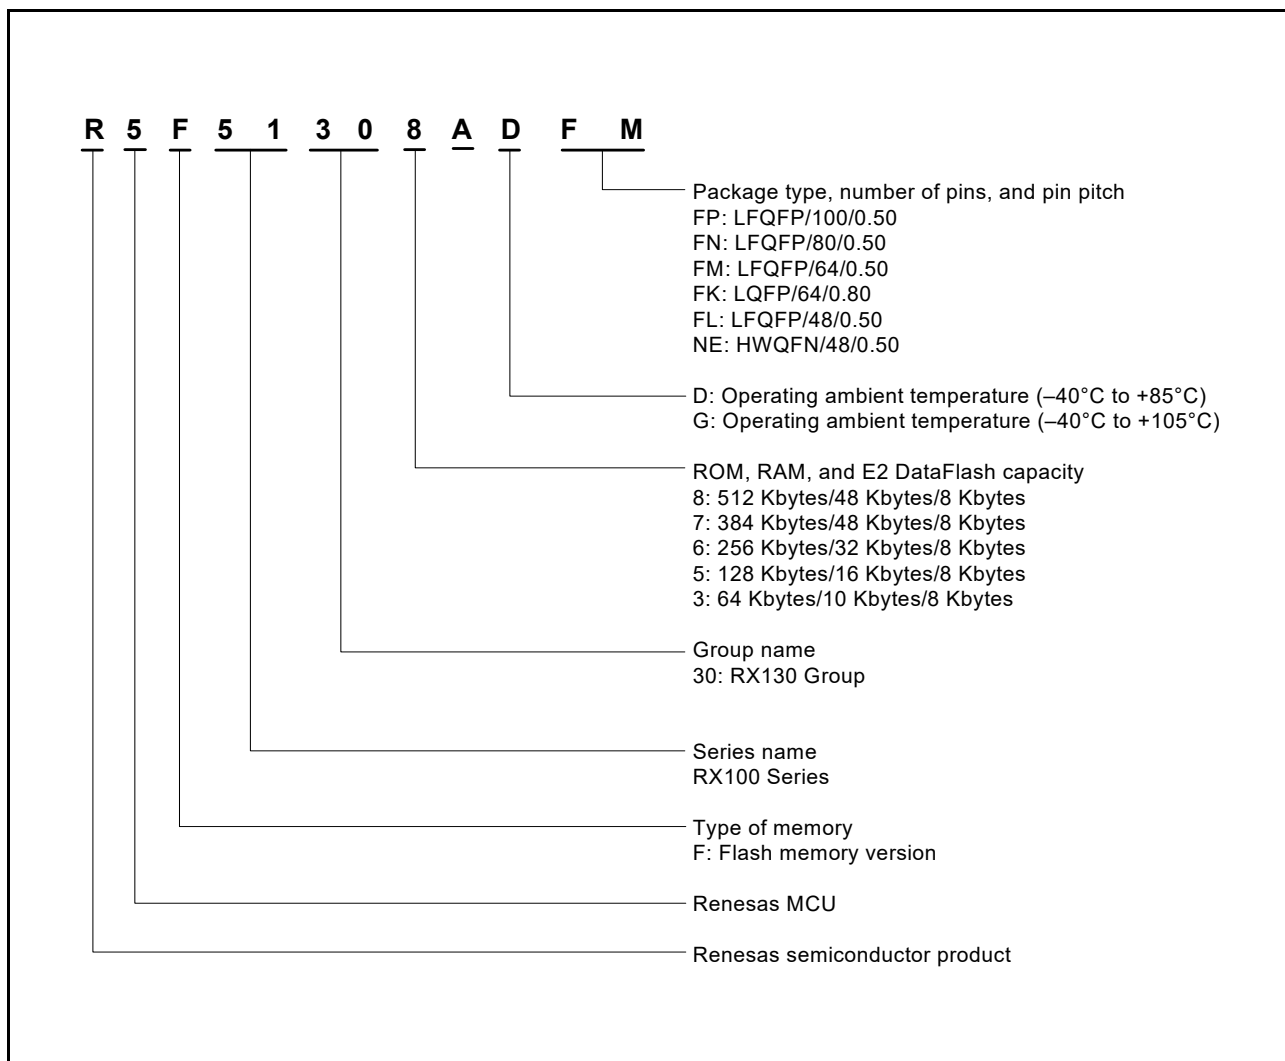 R 5 F 5 1 3 0 8 A D F M
Package type, number of pins, and pin pitch
FP: LFQFP/100/0.50
FN: LFQFP/80/0.50
FM: LFQFP/64/0.50
FK: LQFP/64/0.80
FL: LFQFP/48/0.50
NE: HWQFN/48/0.50
D: Operating ambient temperature (–40°C to +85°C)
G: Operating ambient temperature (–40°C to +105°C)
ROM, RAM, and E2 DataFlash capacity
8: 512 Kbytes/48 Kbytes/8 Kbytes
7: 384 Kbytes/48 Kbytes/8 Kbytes
6: 256 Kbytes/32 Kbytes/8 Kbytes
5: 128 Kbytes/16 Kbytes/8 Kbytes
3: 64 Kbytes/10 Kbytes/8 Kbytes
Group name
30: RX130 Group
Series name
RX100 Series
Type of memory
F: Flash memory version
Renesas MCU
Renesas semiconductor product